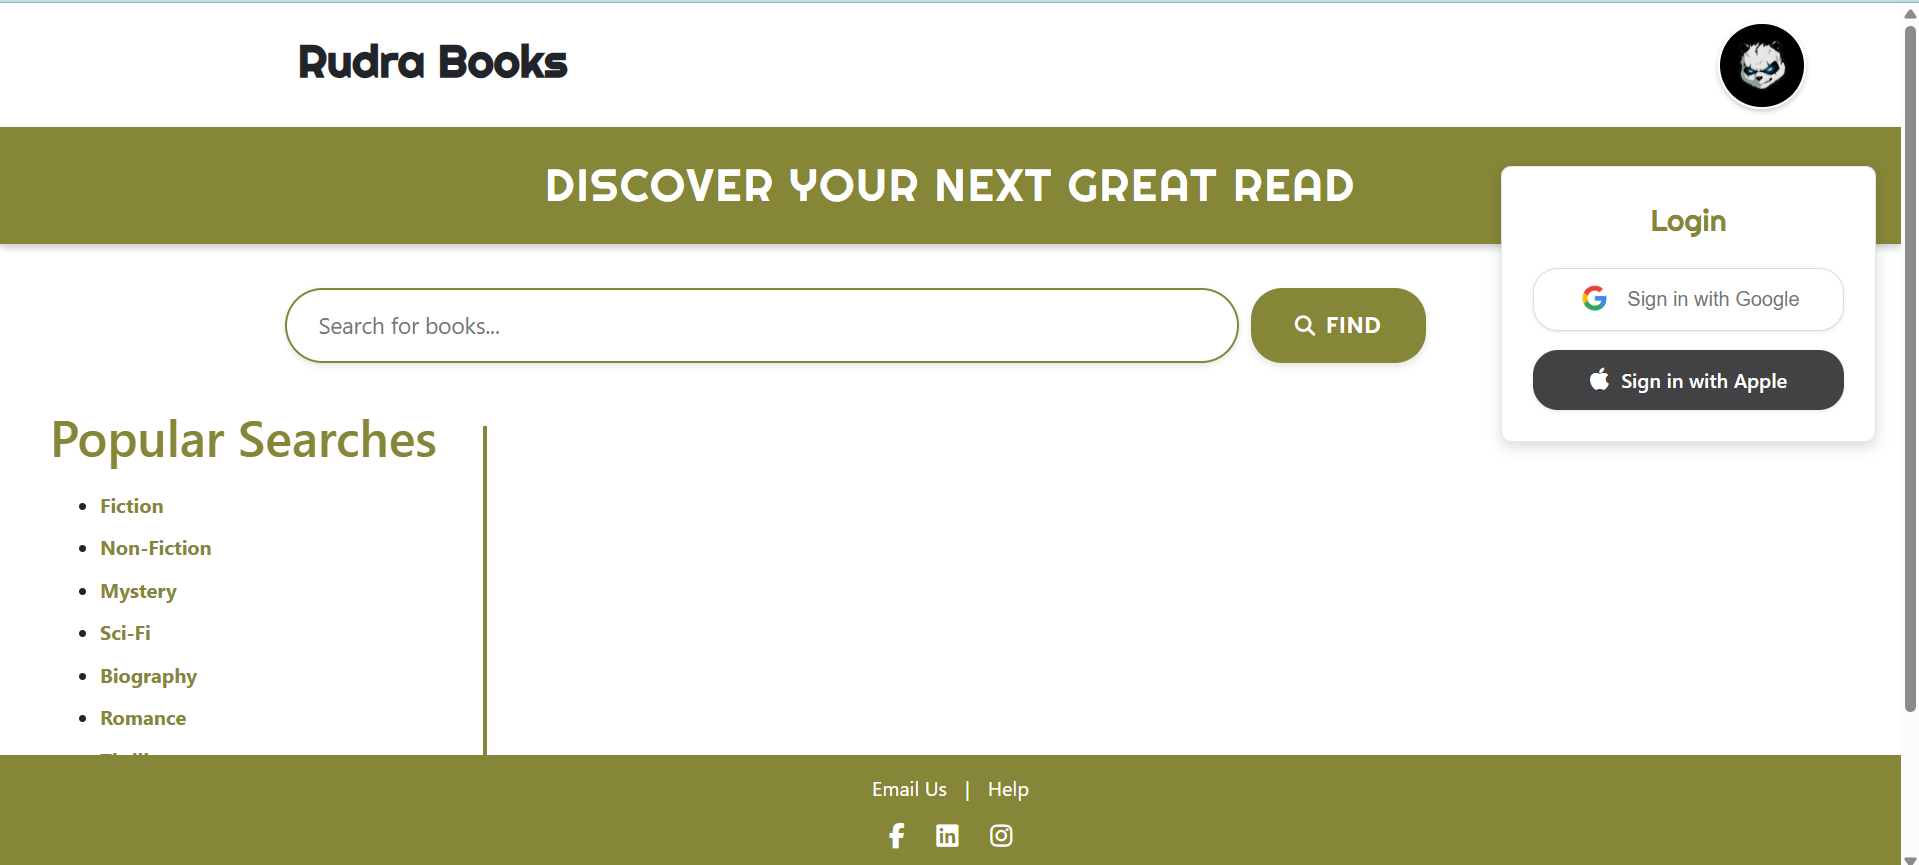 Rudra Books
DISCOVER YOUR NEXT GREAT READ
Login
Sign in with Google
Sign in with Apple
Search for books...
FIND
Popular Searches
Fiction
Non-Fiction
Mystery
Sci-Fi
Biography
Romance
Email Us | Help